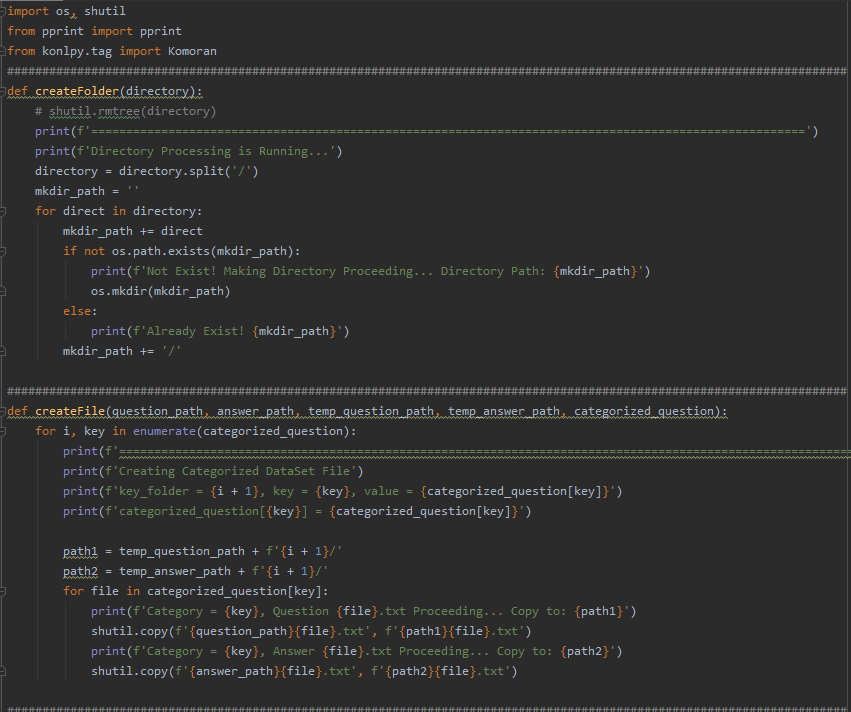 import os, shutil
from pprint import pprint
from konlpy.tag import Komoran
########################################################################################################################
def createFolder(directory):
    # shutil.rmtree(directory)
    print(f'======================================================================================================')
    print(f'Directory Processing is Running...')
    directory = directory.split('/')
    mkdir_path = ''
    for direct in directory:
        mkdir_path += direct
        if not os.path.exists(mkdir_path):
            print(f'Not Exist! Making Directory Proceeding... Directory Path: {mkdir_path}')
            os.mkdir(mkdir_path)
        else:
            print(f'Already Exist! {mkdir_path}')
        mkdir_path += '/'
########################################################################################################################
def createFile(question_path, answer_path, temp_question_path, temp_answer_path, categorized_question):
    for i, key in enumerate(categorized_question):
        print(f'=========================================================================================================
        print(f'Creating Categorized DataSet File')
        print(f'key_folder = {i + 1}, key = {key}, value = {categorized_question[key]}')
        print(f'categorized_question[{key}] = {categorized_question[key]}')
        path1 = temp_question_path + f'{i + 1}/'
        path2 = temp_answer_path + f'{i + 1}/'
        for file in categorized_question[key]:
            print(f'Category = {key}, Question {file}.txt Proceeding... Copy to: {path1}')
            shutil.copy(f'{question_path}{file}.txt', f'{path1}{file}.txt')
            print(f'Category = {key}, Answer {file}.txt Proceeding... Copy to: {path2}')
            shutil.copy(f'{answer_path}{file}.txt', f'{path2}{file}.txt')
########################################################################################################################